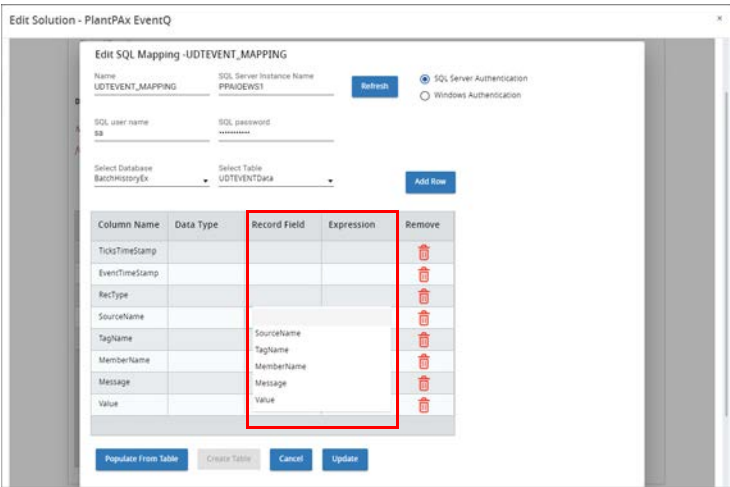 Edit Solution - PlantPAx EventQ
×
Edit SQL Mapping -UDTEVENT_MAPPING
Name
SQL Server Instance Name
UDTEVENT_MAPPING
PPAIOEWS1
Refresh
SQL Server Authentication
Windows Authentication
SQL user name
SQL password
sa
Select Database
Select Table
BatchHistoryEx
UDTEVENTData
Add Row
Column Name Data Type Record Field Expression Remove
TicksTimeStamp
EventTimeStamp
RecType
SourceName
SourceName
TagName
TagName
MemberName
MemberName
Message
Message
Value
Value
Populate From Table Create Table Cancel Update